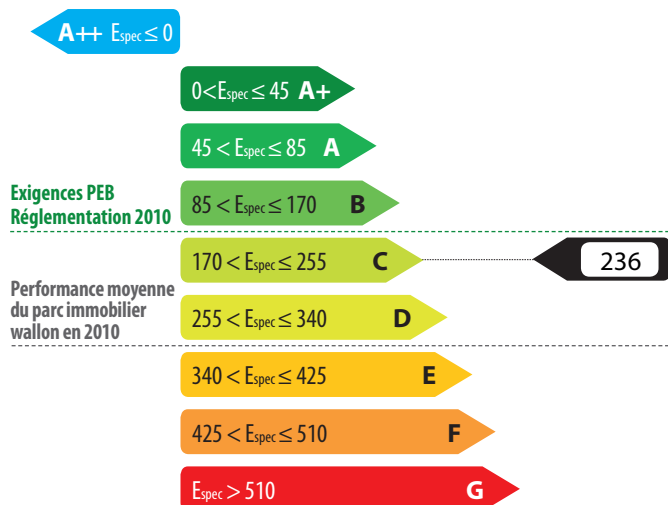 A++ Espec ≤ 0
0<Espec ≤ 45 A+
45 < Espec ≤ 85 A
Exigences PEB
Réglementation 2010
85 < Espec ≤ 170 B
170 < Espec ≤ 255 C
236
Performance moyenne
du parc immobilier
wallon en 2010
255 < Espec ≤ 340 D
340 < Espec ≤ 425 E
425 < Espec ≤ 510 F
Espec > 510 G